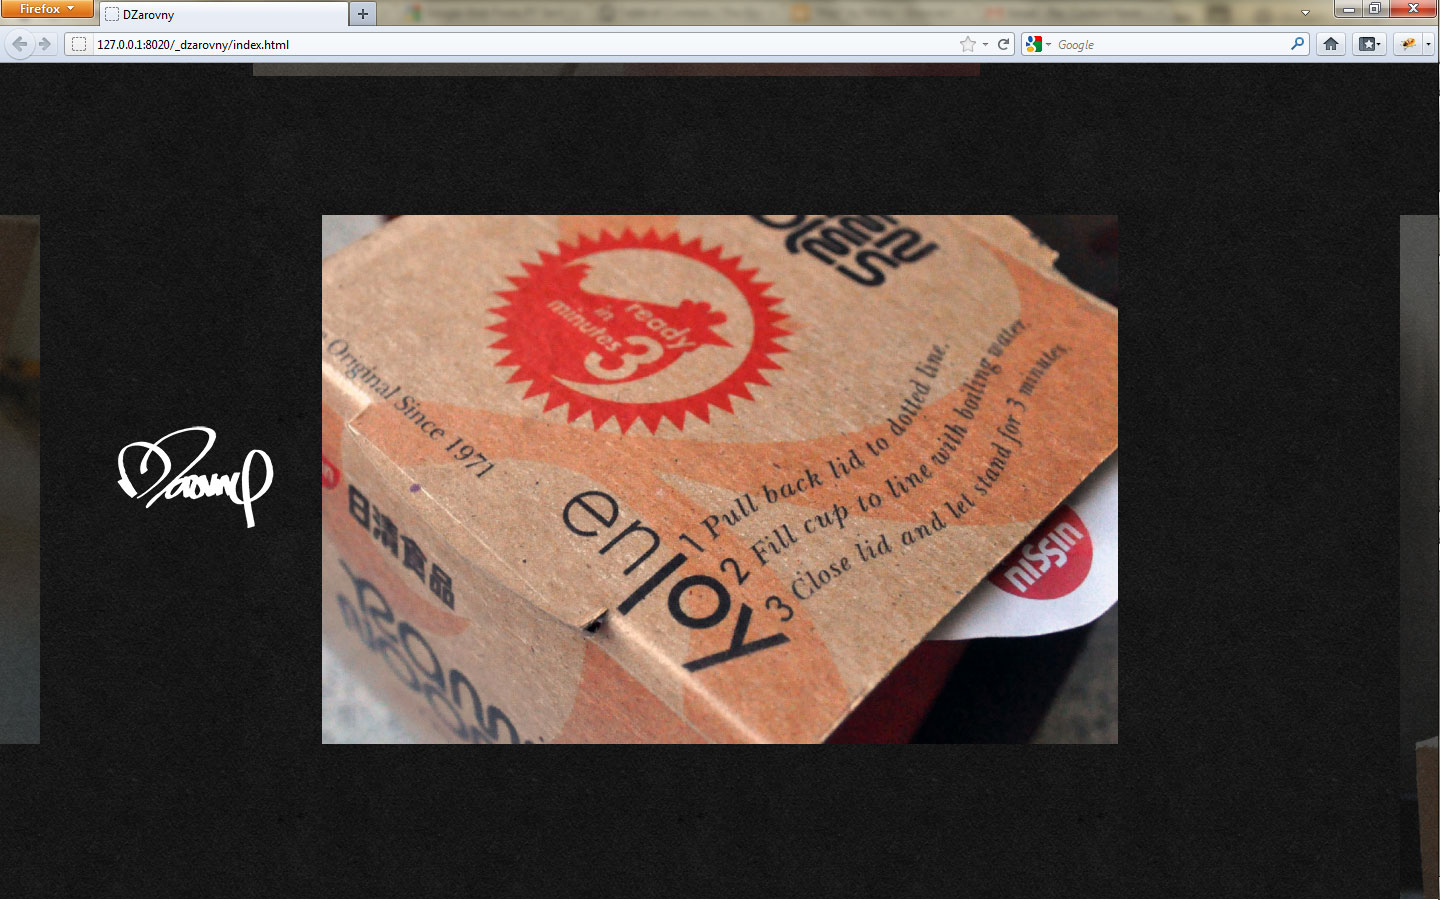 Firefox
DZarovny
127.0.0.1:8020/_dzarovny/index.html
Google
DZarovny
ready
in
minutes
3
Original Since 1971
enjoy
1 Pull back lid to dotted line.
2 Fill cup to line with boiling water.
3 Close lid and let stand for 3 minutes.
NISSIN
日清食品